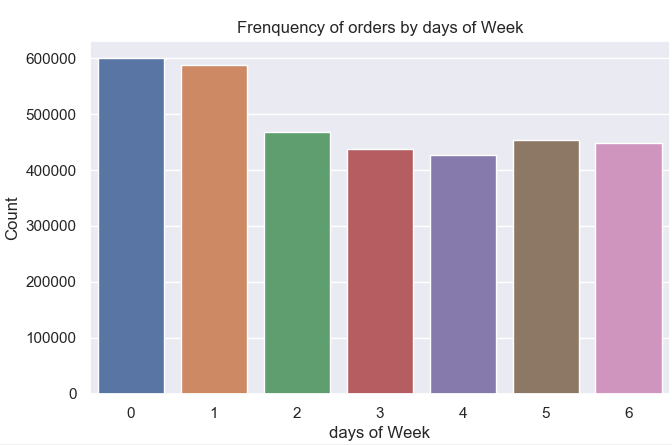 Frenquency of orders by days of Week
600000
500000
400000
300000
200000
100000
0
Count
0 1 2 3 4 5 6
days of Week